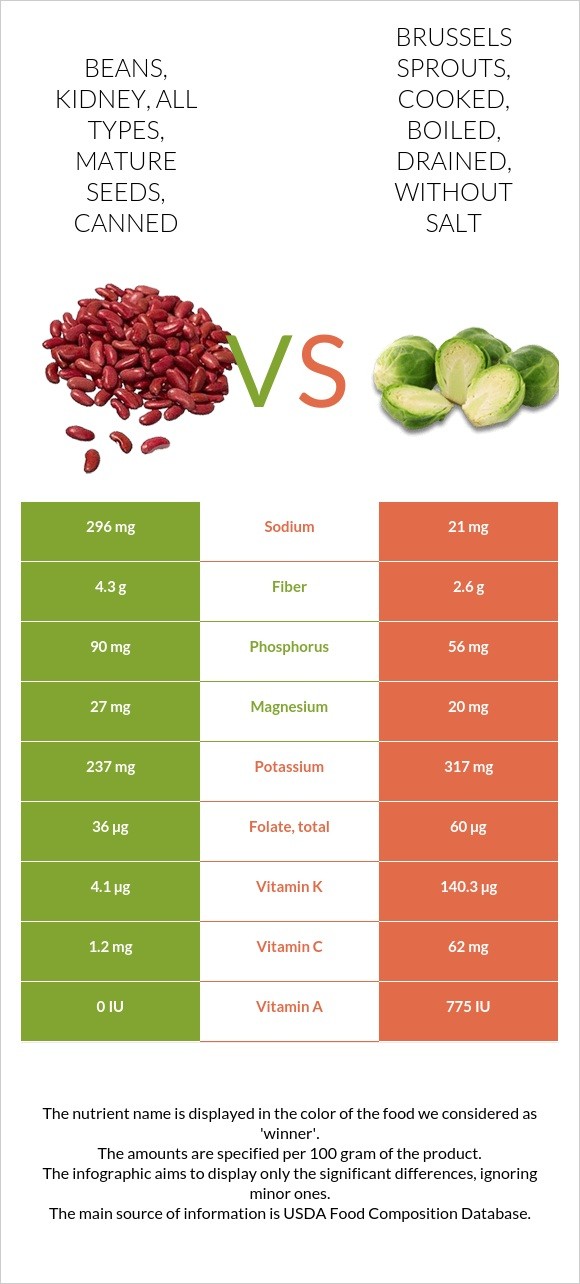 BEANS,
KIDNEY, ALL
TYPES,
MATURE
SEEDS,
CANNED
BRUSSELS
SPROUTS,
COOKED,
BOILED,
DRAINED,
WITHOUT
SALT
VS
296 mg Sodium 21 mg
4.3 g Fiber 2.6 g
90 mg Phosphorus 56 mg
27 mg Magnesium 20 mg
237 mg Potassium 317 mg
36 µg Folate, total 60 µg
4.1 µg Vitamin K 140.3 µg
1.2 mg Vitamin C 62 mg
0 IU Vitamin A 775 IU
The nutrient name is displayed in the color of the food we considered as
'winner'.
The amounts are specified per 100 gram of the product.
The infographic aims to display only the significant differences, ignoring
minor ones.
The main source of information is USDA Food Composition Database.